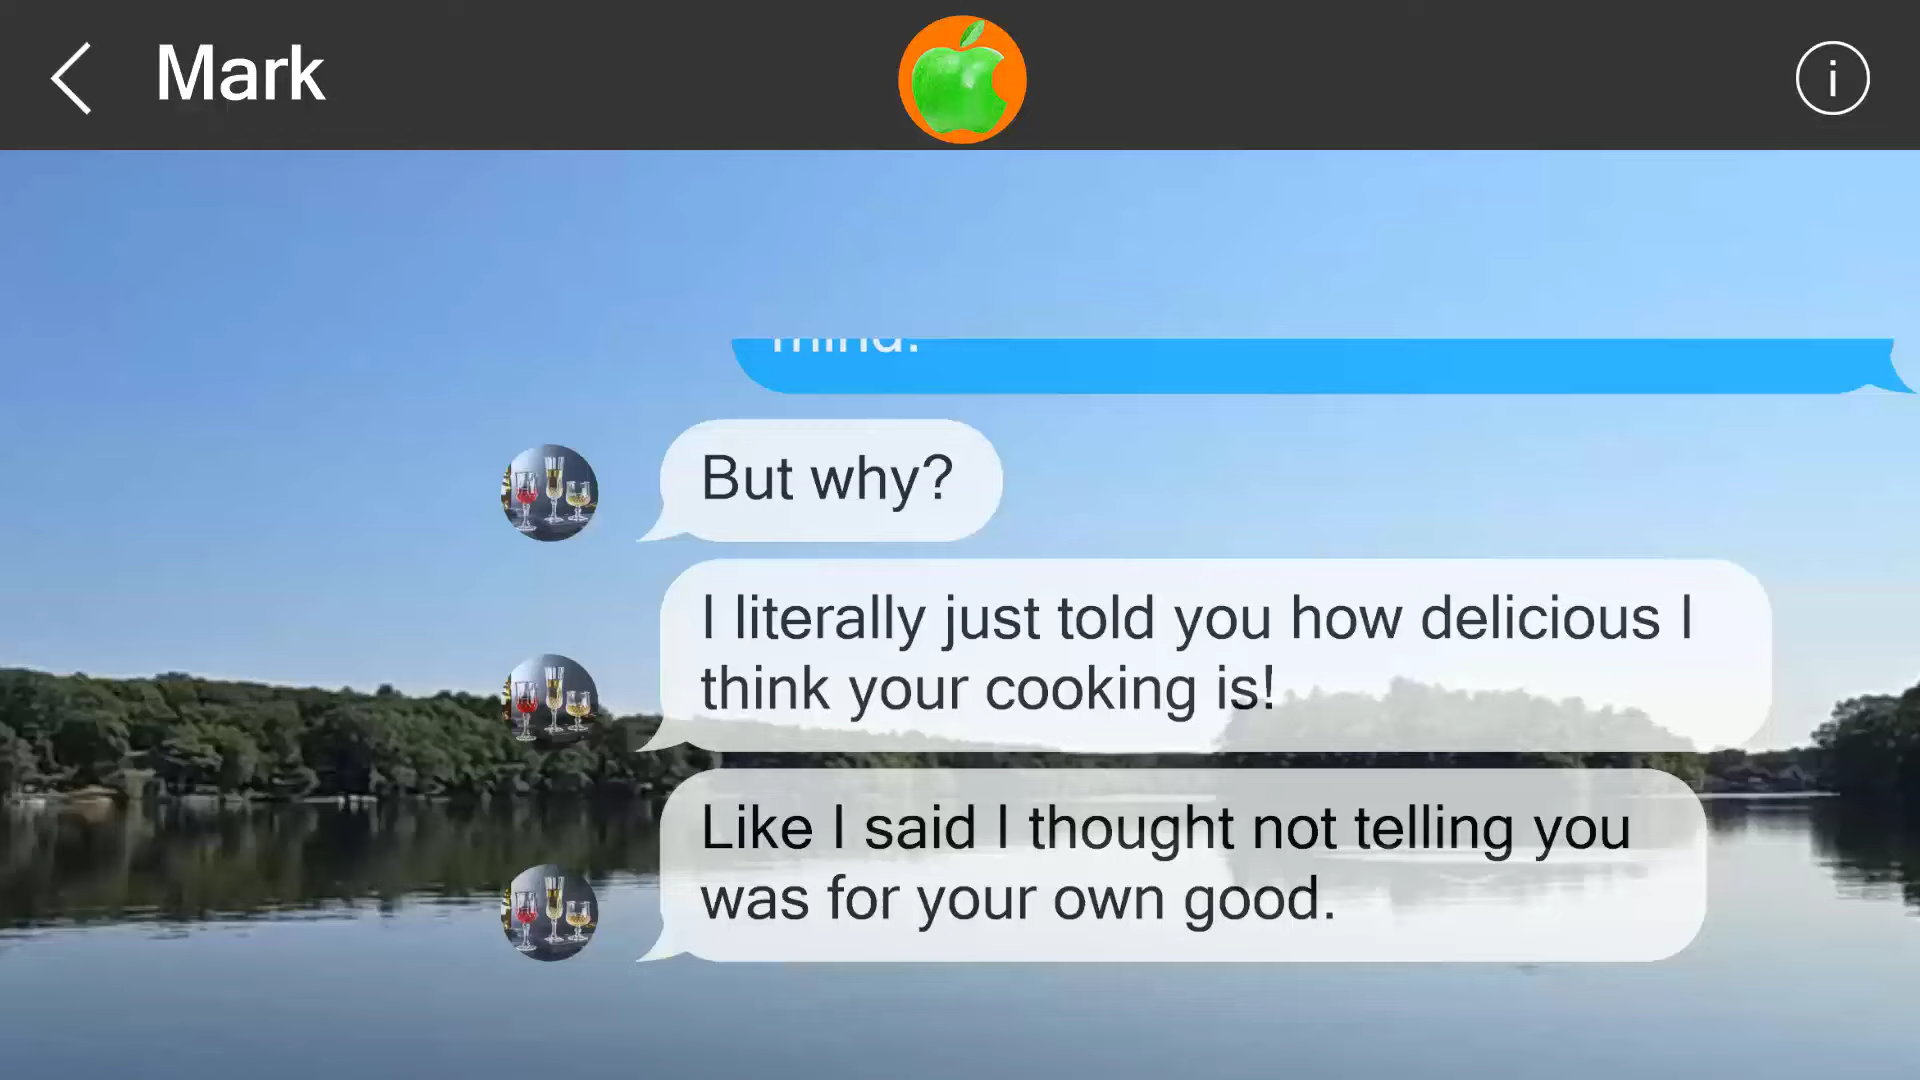 Mark
mind.
But why?
I literally just told you how delicious I
think your cooking is!
Like I said I thought not telling you
was for your own good.